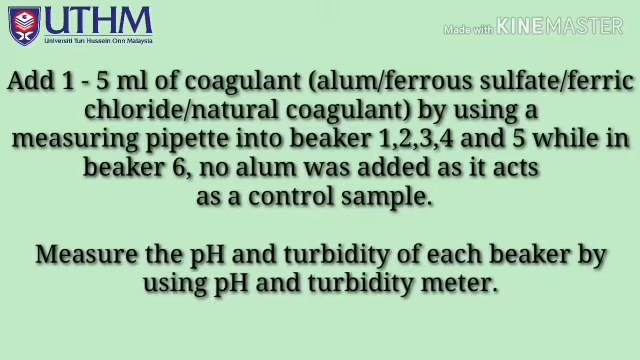 UTHM
Universiti Tun Hussein Onn Malaysia
Made with KINEMASTER
Add 1 - 5 ml of coagulant (alum/ferrous sulfate/ferric
chloride/natural coagulant) by using a
measuring pipette into beaker 1,2,3,4 and 5 while in
beaker 6, no alum was added as it acts
as a control sample.
Measure the pH and turbidity of each beaker by
using pH and turbidity meter.